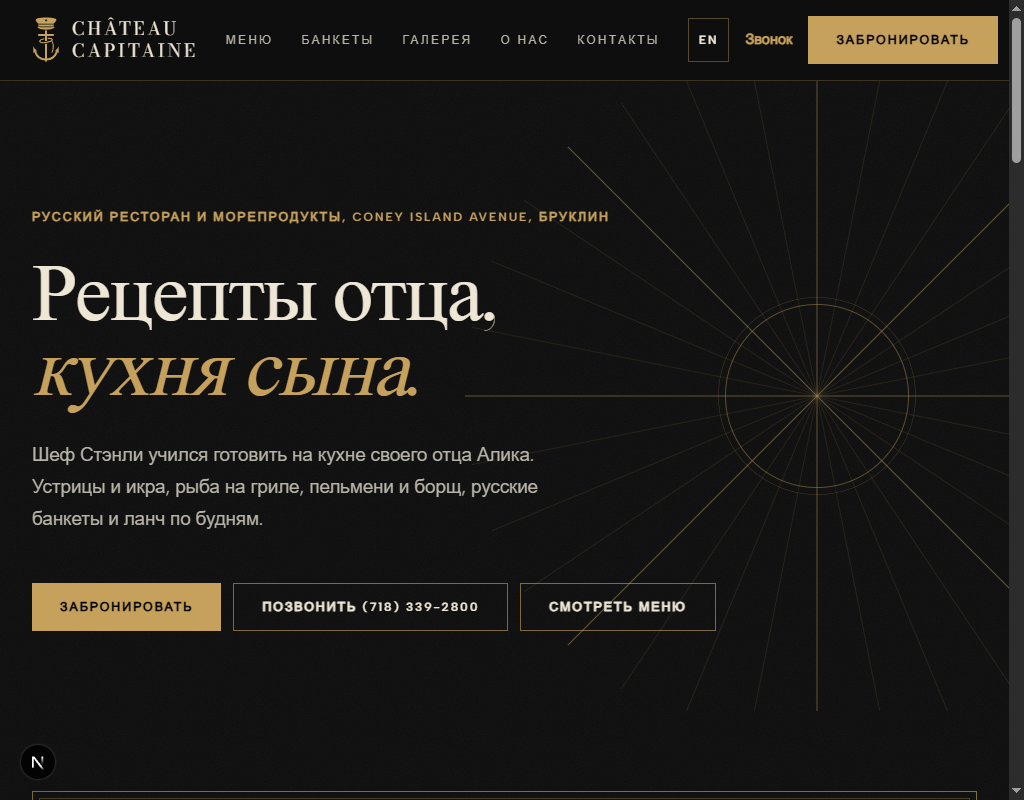 CHÂTEAU
CAPITAINE
МЕНЮ БАНКЕТЫ ГАЛЕРЕЯ О НАС КОНТАКТЫ EN Звонок ЗАБРОНИРОВАТЬ
РУССКИЙ РЕСТОРАН И МОРЕПРОДУКТЫ, CONEY ISLAND AVENUE, БРУКЛИН
Рецепты отца,
кухня сына.
Шеф Стэнли учился готовить на кухне своего отца Алика.
Устрицы и икра, рыба на гриле, пельмени и борщ, русские
банкеты и ланч по будням.
ЗАБРОНИРОВАТЬ ПОЗВОНИТЬ (718) 339-2800 СМОТРЕТЬ МЕНЮ
N